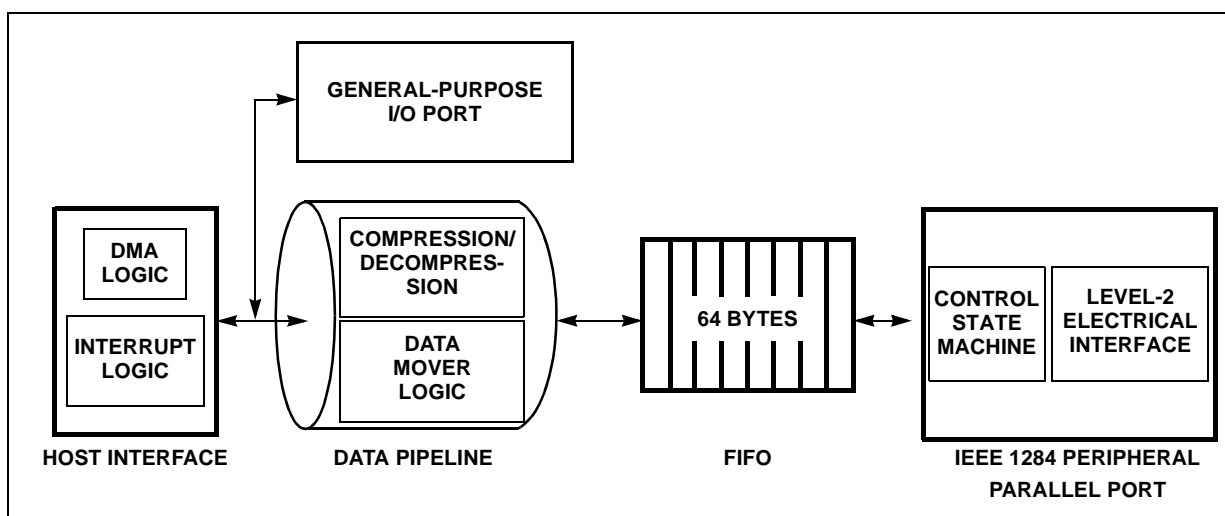 GENERAL-PURPOSE
I/O PORT
DMA
LOGIC
INTERRUPT
LOGIC
HOST INTERFACE
COMPRESSION/
DECOMPRES-
SION
DATA
MOVER
LOGIC
DATA PIPELINE
64 BYTES
FIFO
CONTROL
STATE
MACHINE
LEVEL-2
ELECTRICAL
INTERFACE
IEEE 1284 PERIPHERAL
PARALLEL PORT